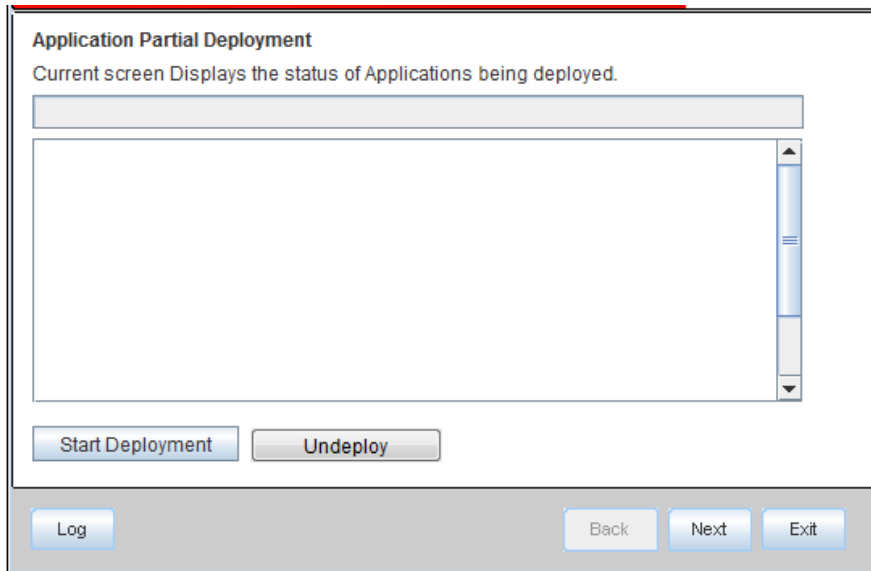 Application Partial Deployment
Current screen Displays the status of Applications being deployed.
Start Deployment
Undeploy
Log
Back
Next
Exit